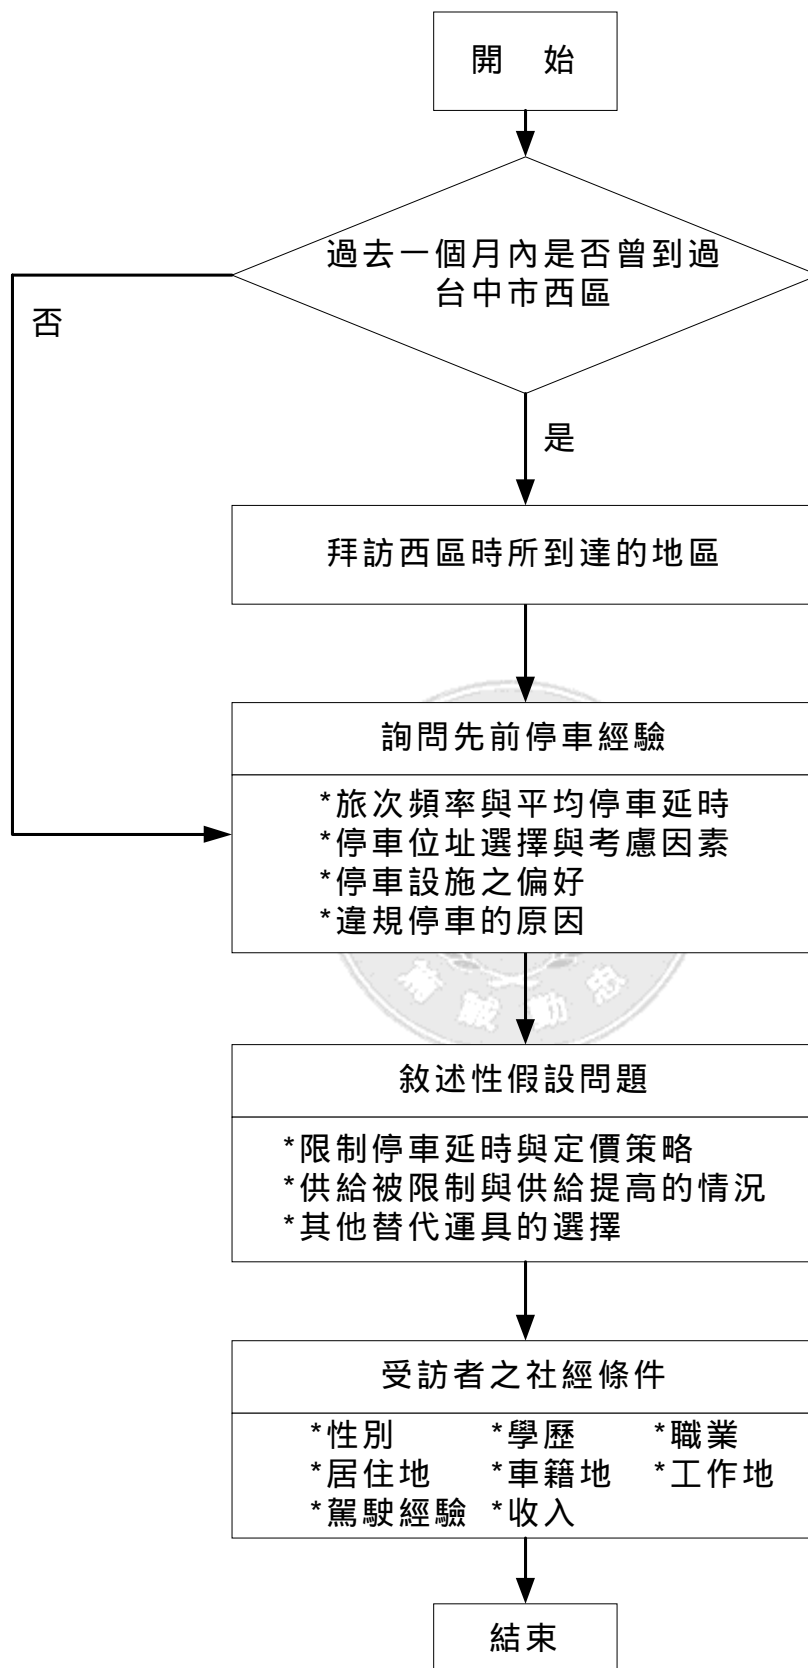 開 始
過去一個月內是否曾到過
台中市西區
否
是
拜訪西區時所到達的地區
詢問先前停車經驗
*旅次頻率與平均停車延時
*停車位址選擇與考慮因素
*停車設施之偏好
*違規停車的原因
敘述性假設問題
*限制停車延時與定價策略
*供給被限制與供給提高的情況
*其他替代運具的選擇
受訪者之社經條件
*性別 *學歷 *職業
*居住地 *車籍地 *工作地
*駕駛經驗 *收入
結束